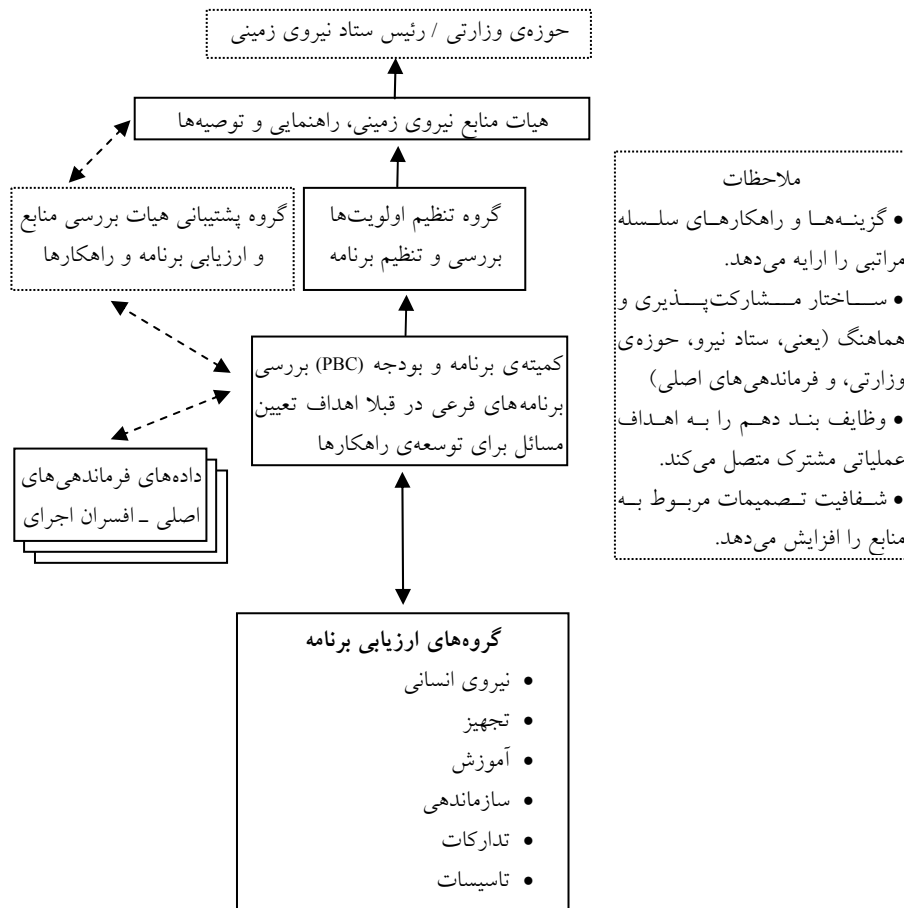 حوزه‌ی وزارتی / رئیس ستاد نیروی زمینی
هیات منابع نیروی زمینی، راهنمایی و توصیه‌ها
گروه تنظیم اولویت‌ها
بررسی و تنظیم برنامه
گروه پشتیبانی هیات بررسی منابع
و ارزیابی برنامه و راهکارها
کمیته‌ی برنامه و بودجه (PBC) بررسی
برنامه‌های فرعی در قبلا اهداف تعیین
مسائل برای توسعه‌ی راهکارها
داده‌های فرماندهی‌های
اصلی ـ افسران اجرای
گروه‌های ارزیابی برنامه
• نیروی انسانی
• تجهیز
• آموزش
• سازماندهی
• تدارکات
• تاسیسات
ملاحظات
• گزینه‌ها و راهکارهای سلسله
مراتبی را ارایه می‌دهد.
• ساختار مشارکت‌پذیری و
هماهنگ (یعنی، ستاد نیرو، حوزه‌ی
وزارتی، و فرماندهی‌های اصلی)
• وظایف بند دهم را به اهداف
عملیاتی مشترک متصل می‌کند.
• شفافیت تصمیمات مربوط به
منابع را افزایش می‌دهد.